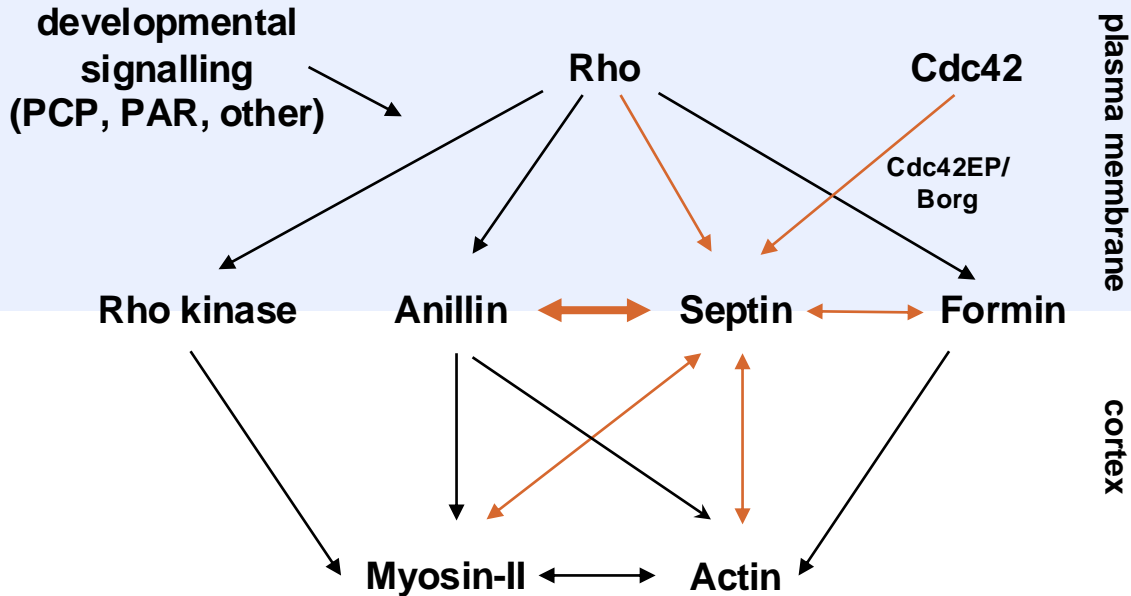 developmental
signalling
(PCP, PAR, other)
Rho
Cdc42
plasma membrane
Cdc42EP/
Borg
Rho kinase
Anillin
Septin
Formin
cortex
Myosin-II
Actin